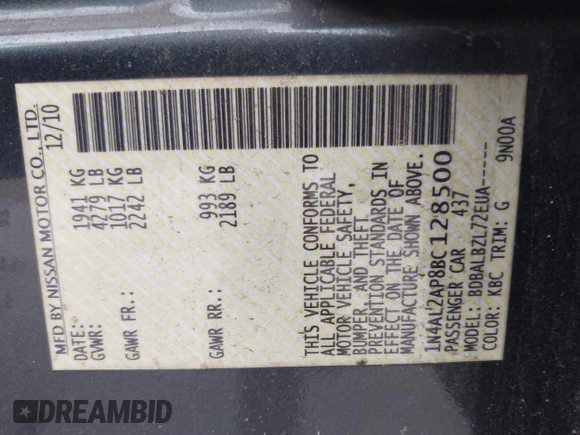 MFD BY NISSAN MOTOR CO., LTD.
DATE: 12/10
GVWR: 1941 KG
4279 LB
GAWR FR.: 1017 KG
2242 LB
GAWR RR.: 993 KG
2189 LB
THIS VEHICLE CONFORMS TO
ALL APPLICABLE FEDERAL
MOTOR VEHICLE SAFETY,
BUMPER, AND THEFT
PREVENTION STANDARDS IN
EFFECT ON THE DATE OF
MANUFACTURE SHOWN ABOVE.
1N4AL2AP8BC128500
PASSENGER CAR 437
MODEL: BDBALBZL72EUA-----
COLOR: KBC TRIM: G 9N00A
DREAMBID